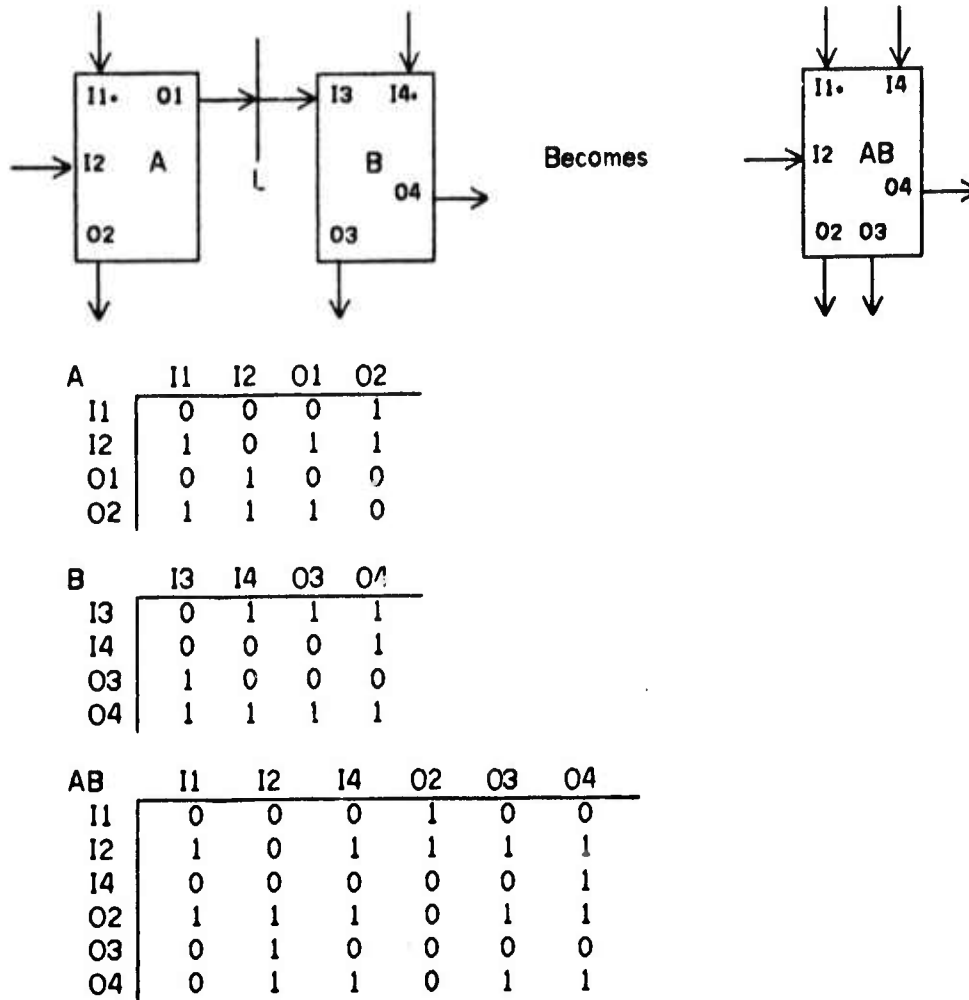 I1• O1 I3 I4• I1• I4
I2 A B Becomes I2 AB
L O4 O4
O2 O3 O2 O3
A I1 I2 O1 O2
I1 0 0 0 1
I2 1 0 1 1
O1 0 1 0 0
O2 1 1 1 0
B I3 I4 O3 O4
I3 0 1 1 1
I4 0 0 0 1
O3 1 0 0 0
O4 1 1 1 1
AB I1 I2 I4 O2 O3 O4
I1 0 0 0 1 0 0
I2 1 0 1 1 1 1
I4 0 0 0 0 0 1
O2 1 1 1 0 1 1
O3 0 1 0 0 0 0
O4 0 1 1 0 1 1